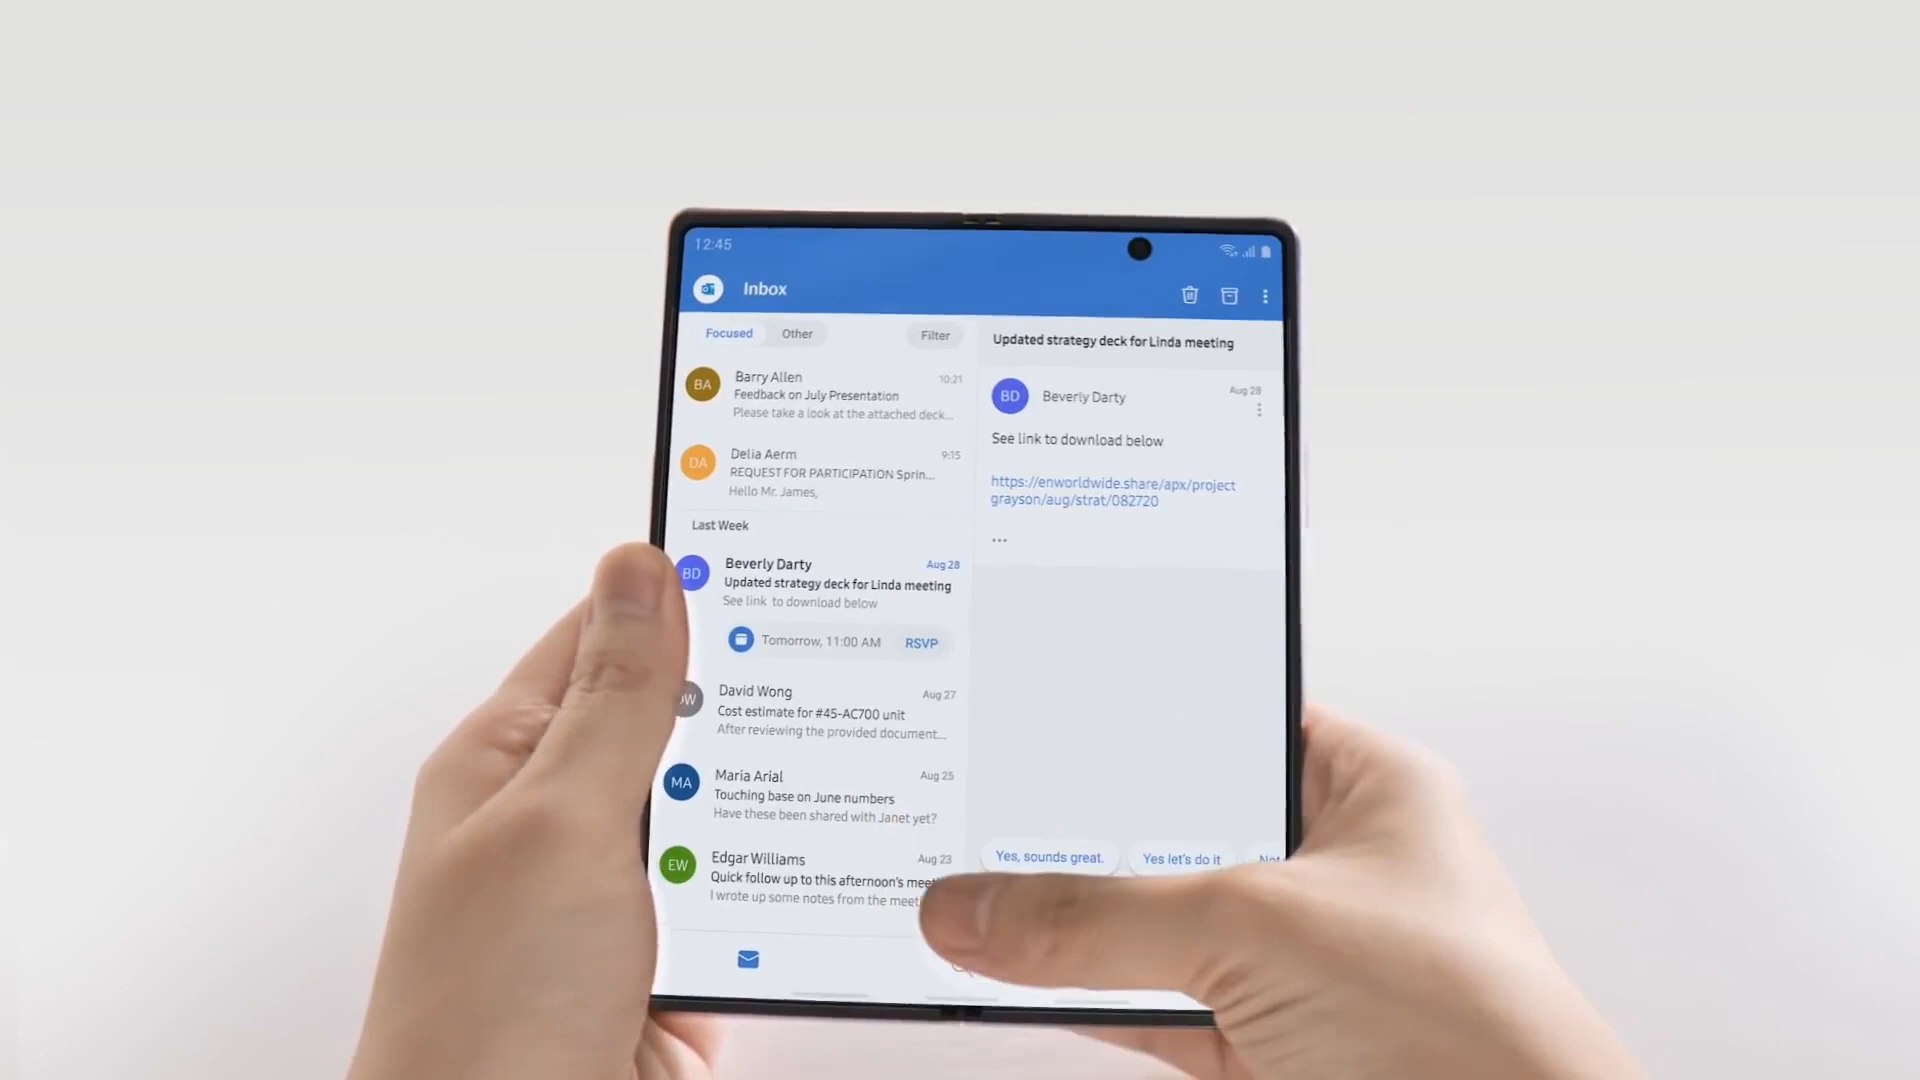 12:45
Inbox
Focused
Other
Filter
BA
Barry Allen
10:21
Feedback on July Presentation
Please take a look at the attached deck...
DA
Delia Aerm
9:15
REQUEST FOR PARTICIPATION Sprin...
Hello Mr. James,
Last Week
BD
Beverly Darty
Aug 28
Updated strategy deck for Linda meeting
See link to download below
Tomorrow, 11:00 AM
RSVP
David Wong
Aug 27
Cost estimate for #45-AC700 unit
After reviewing the provided document...
MA
Maria Arial
Aug 25
Touching base on June numbers
Have these been shared with Janet yet?
EW
Edgar Williams
Aug 23
Quick follow up to this afternoon's
I wrote up some notes from the
Updated strategy deck for Linda meeting
BD
Beverly Darty
Aug 28
See link to download below
https://enworldwide.share/apx/project
grayson/aug/strat/082720
...
Yes, sounds great.
Yes let's do it